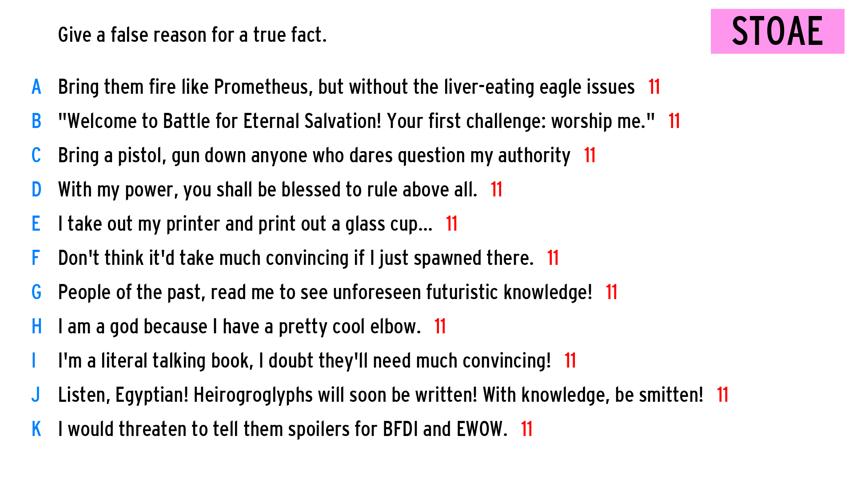 Give a false reason for a true fact.
STOAE
A Bring them fire like Prometheus, but without the liver-eating eagle issues 11
B "Welcome to Battle for Eternal Salvation! Your first challenge: worship me." 11
C Bring a pistol, gun down anyone who dares question my authority 11
D With my power, you shall be blessed to rule above all. 11
E I take out my printer and print out a glass cup... 11
F Don't think it'd take much convincing if I just spawned there. 11
G People of the past, read me to see unforeseen futuristic knowledge! 11
H I am a god because I have a pretty cool elbow. 11
I I'm a literal talking book, I doubt they'll need much convincing! 11
J Listen, Egyptian! Heirogroglyphs will soon be written! With knowledge, be smitten! 11
K I would threaten to tell them spoilers for BFDI and EWOW. 11